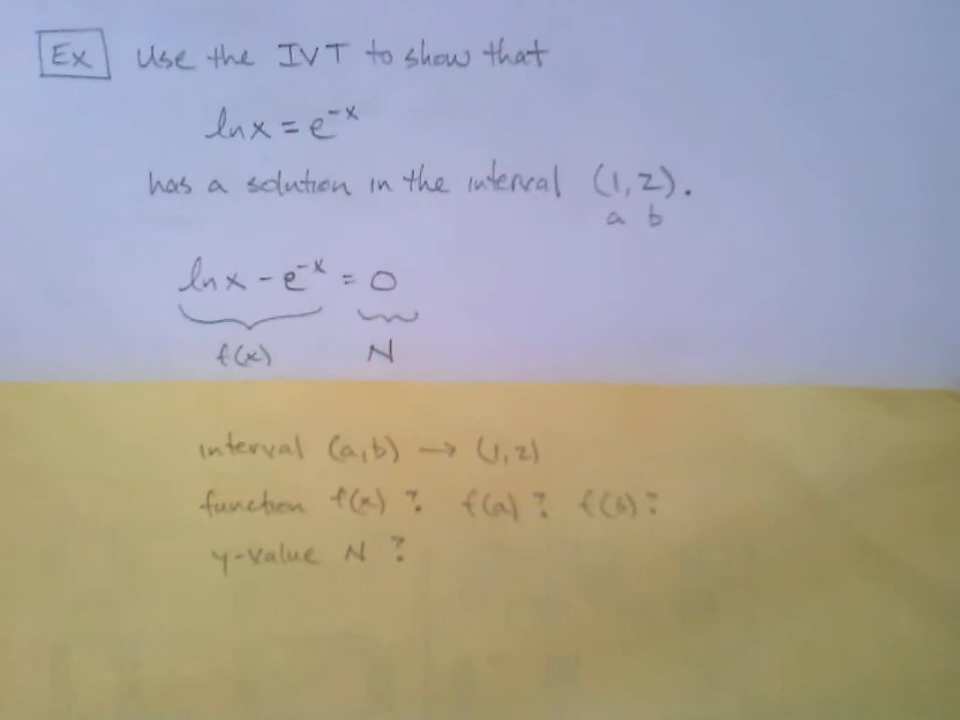 Ex Use the IVT to show that
ln x = e^-x
has a solution in the interval (1,2).
a b
ln x - e^-x = 0
f(x) N
interval (a,b) → (1,2)
function f(x) ? f(a) ? f(b) ?
y-value N ?